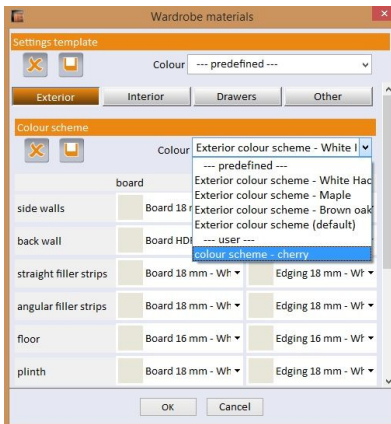 Wardrobe materials
Settings template
Colour --- predefined ---
Exterior Interior Drawers Other
Colour scheme
Colour Exterior colour scheme - White
--- predefined ---
Exterior colour scheme - White Hac
board
Exterior colour scheme - Maple
side walls Board 18
Exterior colour scheme - Brown oak
Exterior colour scheme (default)
back wall Board HDF
--- user ---
colour scheme - cherry
straight filler strips Board 18 mm - Wh Edging 18 mm - Wh
angular filler strips Board 18 mm - Wh Edging 18 mm - Wh
floor Board 16 mm - Wh Edging 16 mm - Wh
plinth Board 18 mm - Wh Edging 18 mm - Wh
OK Cancel